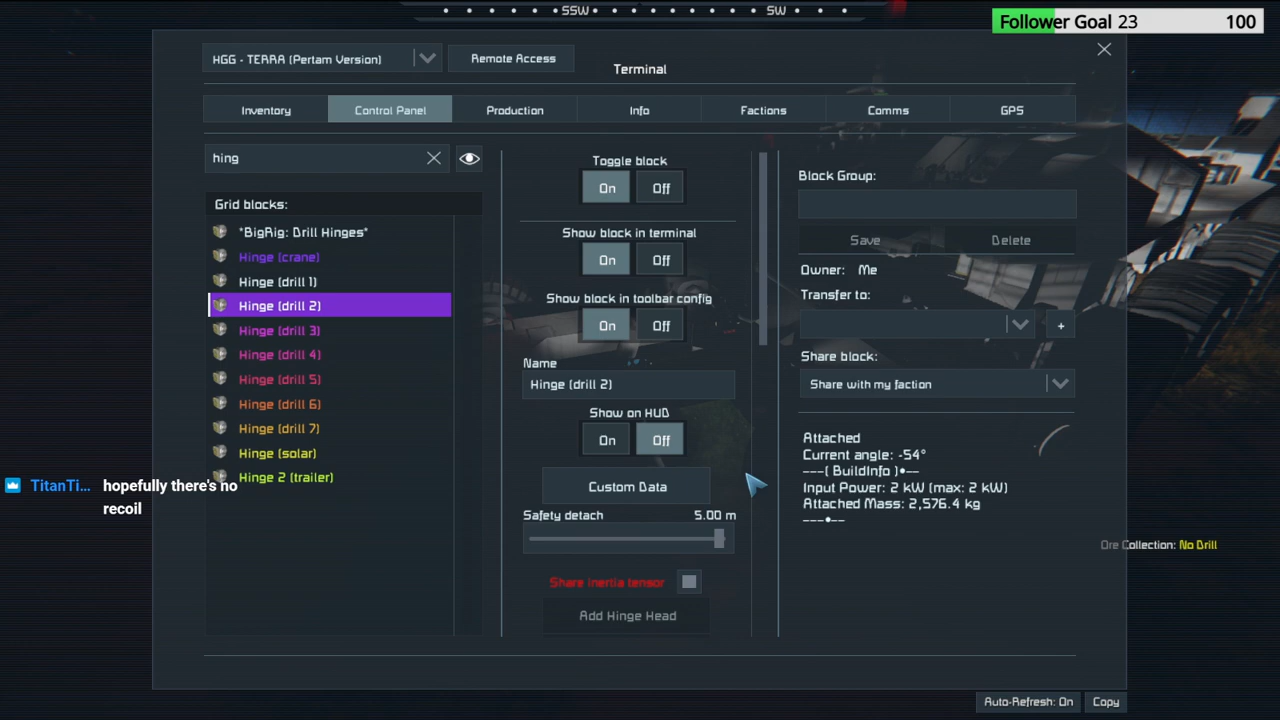 SSW
SW
Follower Goal 23
100
HGG - TERRA (Pertam Version)
Remote Access
Terminal
Inventory
Control Panel
Production
Info
Factions
Comms
GPS
hing
Grid blocks:
*BigRig: Drill Hinges*
Hinge (crane)
Hinge (drill 1)
Hinge (drill 2)
Hinge (drill 3)
Hinge (drill 4)
Hinge (drill 5)
Hinge (drill 6)
Hinge (drill 7)
Hinge (solar)
Hinge 2 (trailer)
TitanTi... hopefully there's no
recoil
Toggle block
On Off
Show block in terminal
On Off
Show block in toolbar config
On Off
Name
Hinge (drill 2)
Show on HUD
On Off
Custom Data
Safety detach 5.00 m
Share inertia tensor
Add Hinge Head
Block Group:
Save Delete
Owner: Me
Transfer to:
+
Share block:
Share with my faction
Attached
Current angle: -54°
---( BuildInfo )•--
Input Power: 2 kW (max: 2 kW)
Attached Mass: 2,576.4 kg
---•--
Ore Collection: No Drill
Auto-Refresh: On
Copy